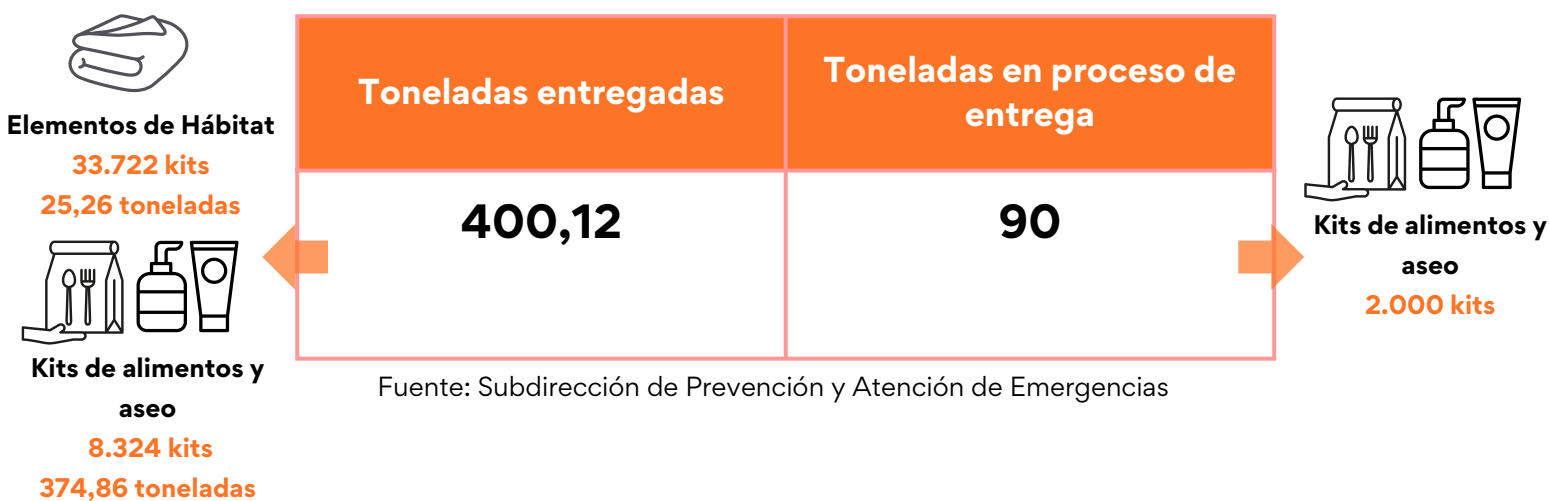 Elementos de Hábitat
33.722 kits
25,26 toneladas
Kits de alimentos y
aseo
8.324 kits
374,86 toneladas
Toneladas entregadas
Toneladas en proceso de
entrega
400,12
90
Fuente: Subdirección de Prevención y Atención de Emergencias
Kits de alimentos y
aseo
2.000 kits